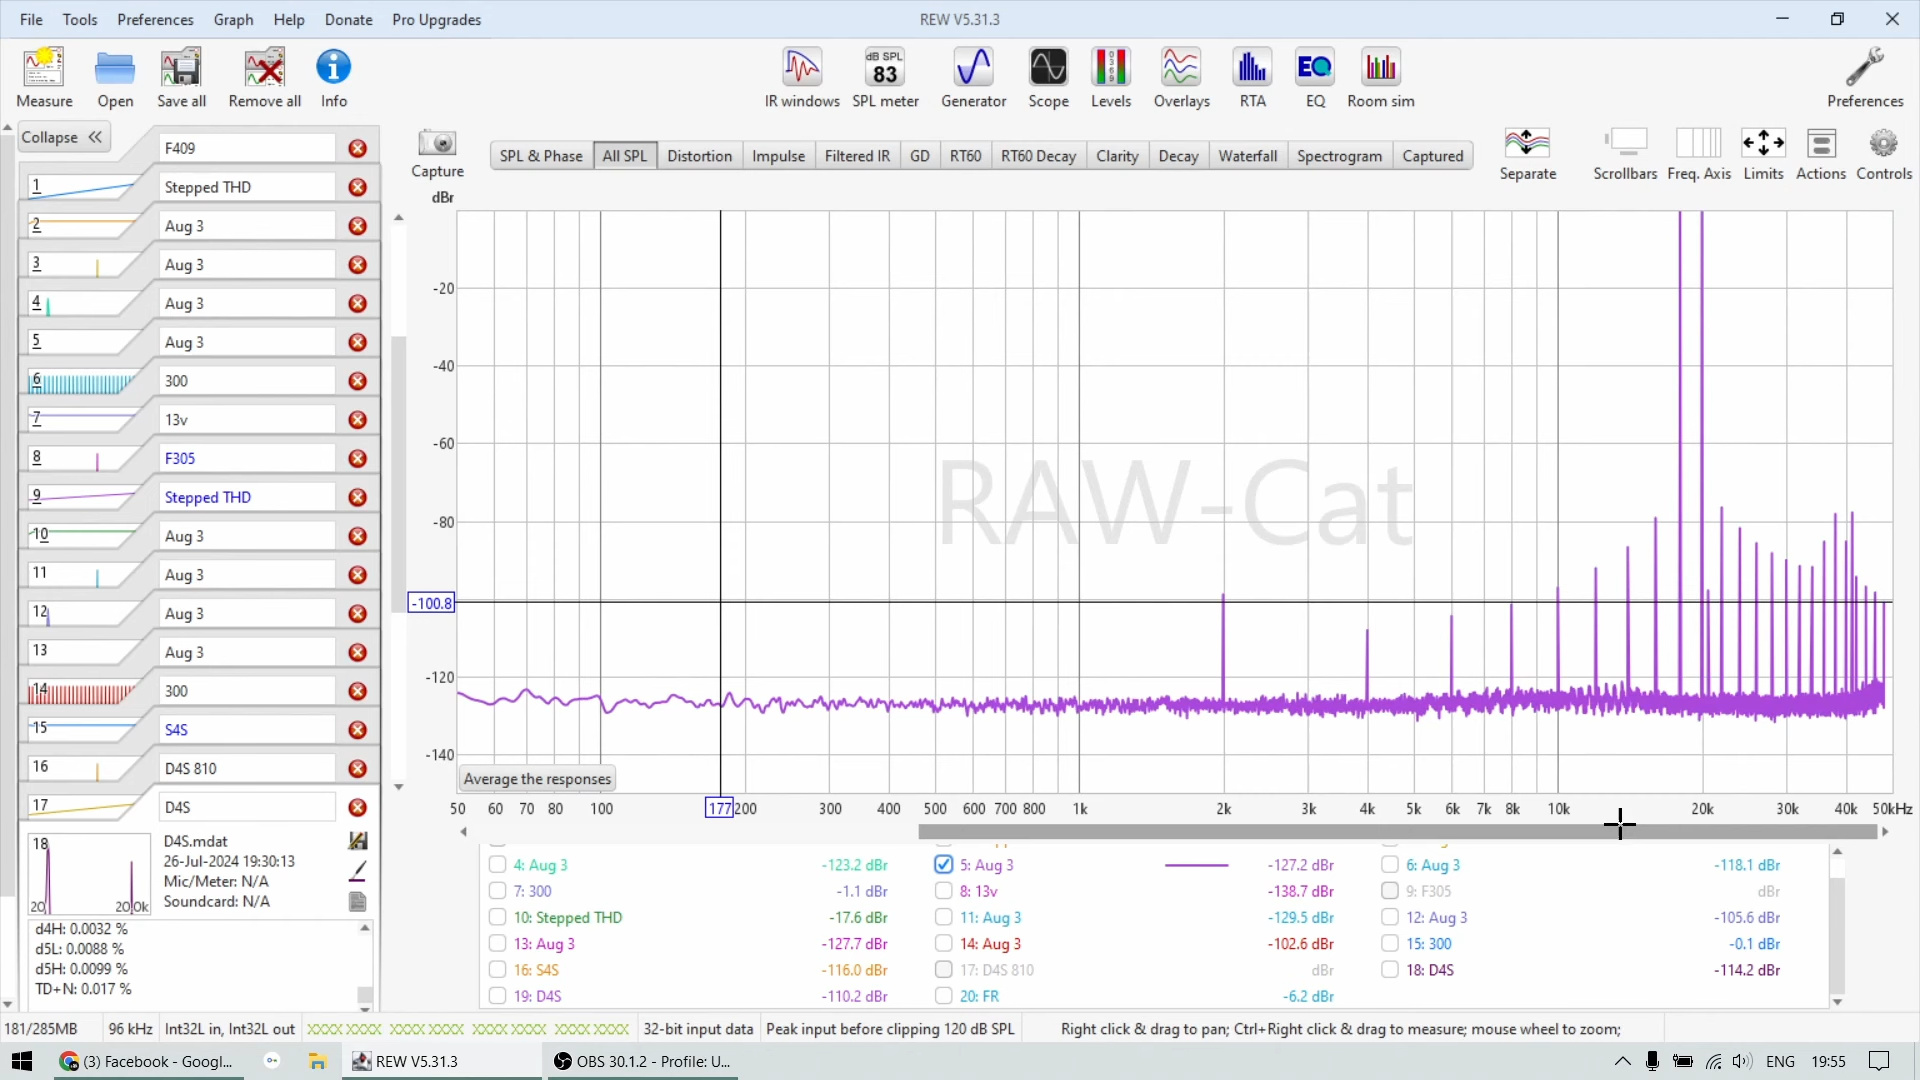 File Tools Preferences Graph Help Donate Pro Upgrades
REW V5.31.3
Measure Open Save all Remove all Info
dB SPL
83
IR windows SPL meter Generator Scope Levels Overlays RTA EQ Room sim
Preferences
Collapse
Capture
SPL & Phase All SPL Distortion Impulse Filtered IR GD RT60 RT60 Decay Clarity Decay Waterfall Spectrogram Captured
Separate Scrollbars Freq. Axis Limits Actions Controls
F409
1 Stepped THD
2 Aug 3
3 Aug 3
4 Aug 3
5 Aug 3
6 300
7 13v
8 F305
9 Stepped THD
10 Aug 3
11 Aug 3
12 Aug 3
13 Aug 3
14 300
15 S4S
16 D4S 810
17 D4S
18
20 20.0k
D4S.mdat
26-Jul-2024 19:30:13
Mic/Meter: N/A
Soundcard: N/A
d4H: 0.0032 %
d5L: 0.0088 %
d5H: 0.0099 %
TD+N: 0.017 %
dBr
-20
-40
-60
-80
-100.8
-120
-140
RAW-Cat
Average the responses
50 60 70 80 100 177 200 300 400 500 600 700 800 1k 2k 3k 4k 5k 6k 7k 8k 10k 20k 30k 40k 50kHz
4: Aug 3 -123.2 dBr 5: Aug 3 -127.2 dBr 6: Aug 3 -118.1 dBr
7: 300 -1.1 dBr 8: 13v -138.7 dBr 9: F305 dBr
10: Stepped THD -17.6 dBr 11: Aug 3 -129.5 dBr 12: Aug 3 -105.6 dBr
13: Aug 3 -127.7 dBr 14: Aug 3 -102.6 dBr 15: 300 -0.1 dBr
16: S4S -116.0 dBr 17: D4S 810 dBr 18: D4S -114.2 dBr
19: D4S -110.2 dBr 20: FR -6.2 dBr
181/285MB 96 kHz Int32L in, Int32L out XXXX XXXX XXXX XXXX XXXX XXXX XXXX XXXX 32-bit input data Peak input before clipping 120 dB SPL Right click & drag to pan; Ctrl+Right click & drag to measure; mouse wheel to zoom;
(3) Facebook - Googl... REW V5.31.3 OBS 30.1.2 - Profile: U... ENG 19:55